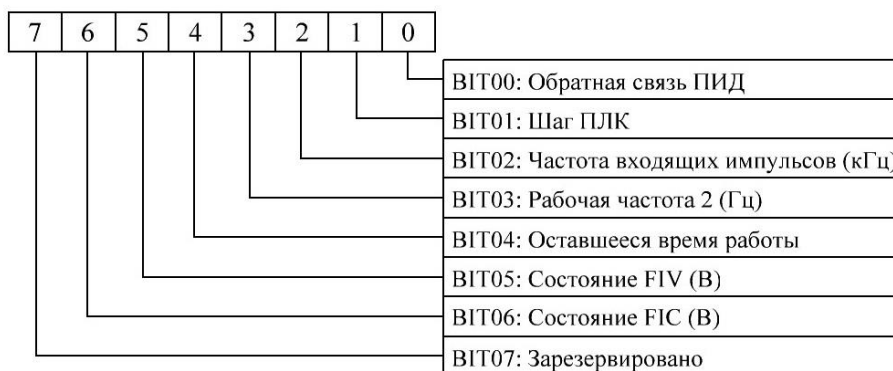 7 6 5 4 3 2 1 0
BIT00: Обратная связь ПИД
BIT01: Шаг ПЛК
BIT02: Частота входящих импульсов (кГц)
BIT03: Рабочая частота 2 (Гц)
BIT04: Оставшееся время работы
BIT05: Состояние FIV (В)
BIT06: Состояние FIC (В)
BIT07: Зарезервировано